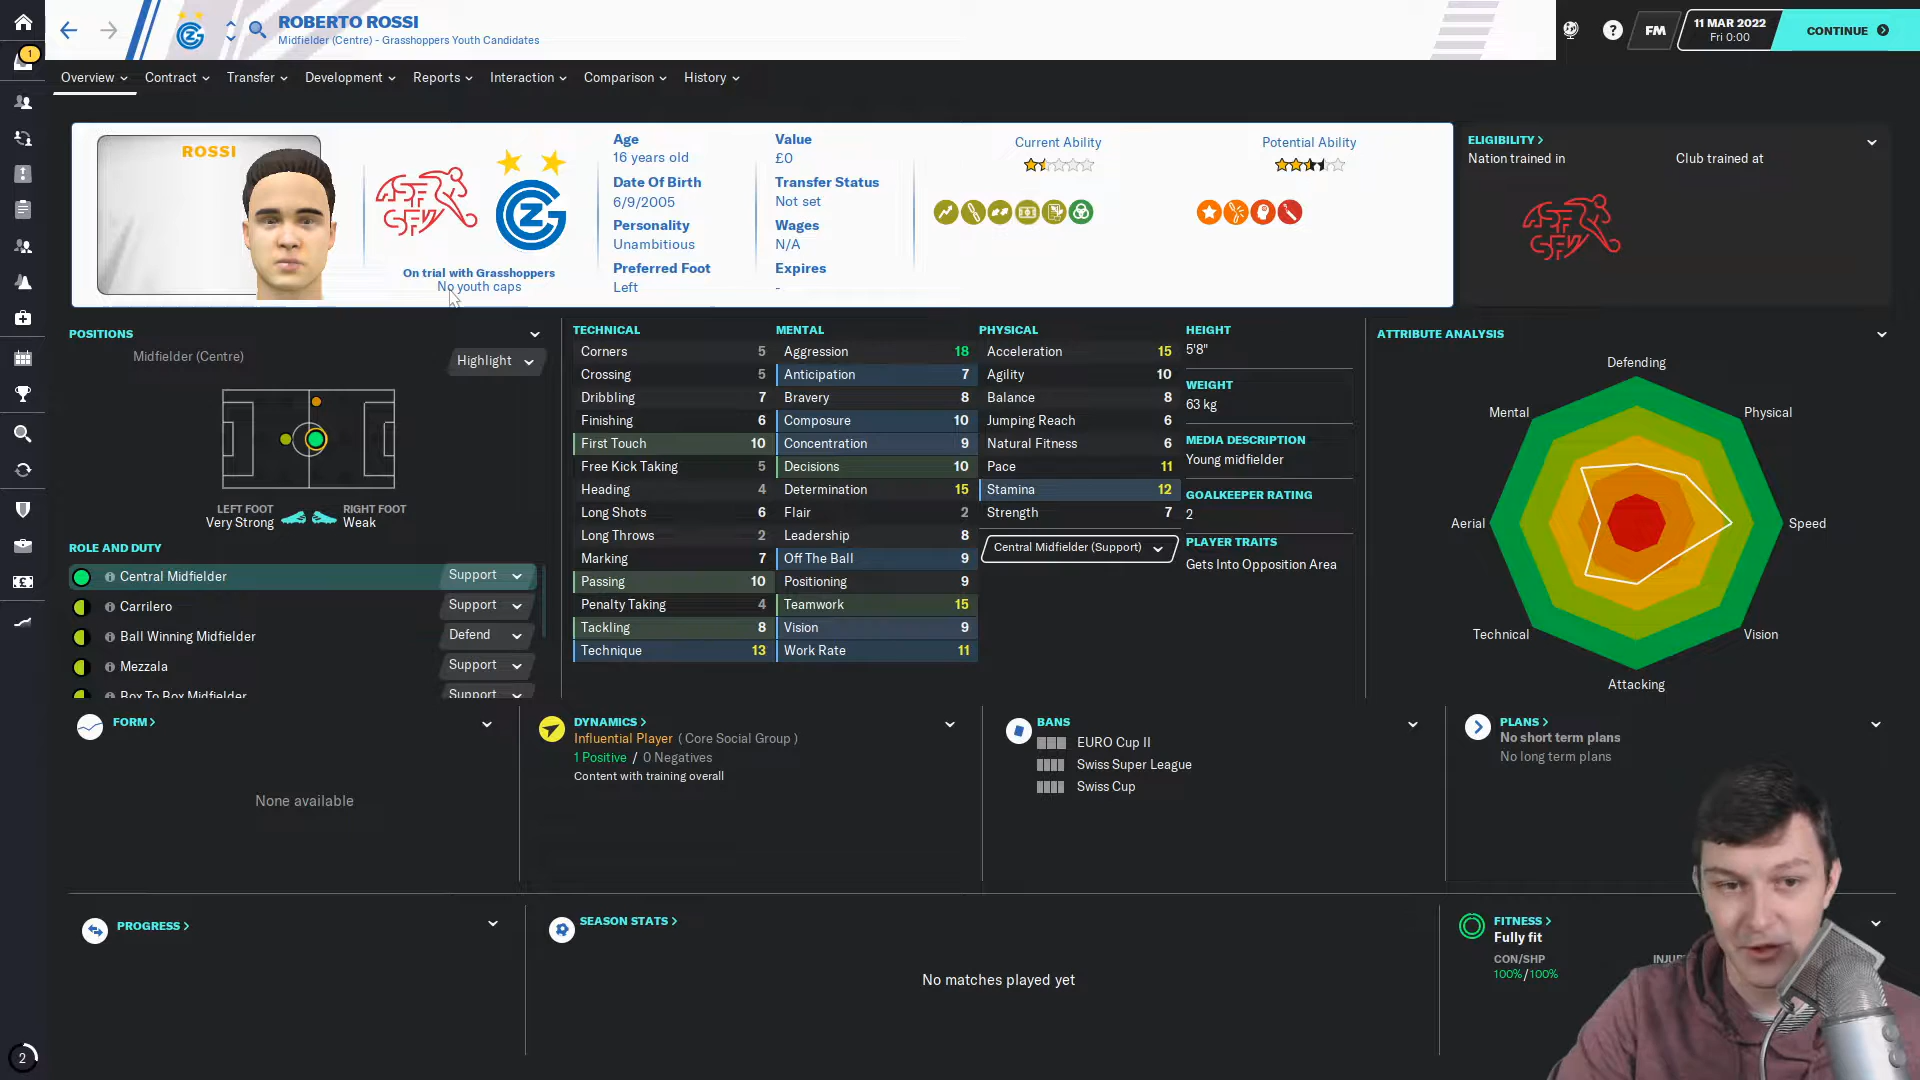 ROBERTO ROSSI
Midfielder (Centre) - Grasshoppers Youth Candidates
FM
11 MAR 2022
Fri 0:00
CONTINUE
1
Overview
Contract
Transfer
Development
Reports
Interaction
Comparison
History
ROSSI
On trial with Grasshoppers
No youth caps
Age
16 years old
Date Of Birth
6/9/2005
Personality
Unambitious
Preferred Foot
Left
Value
£0
Transfer Status
Not set
Wages
N/A
Expires
-
Current Ability
Potential Ability
ELIGIBILITY >
Nation trained in
Club trained at
POSITIONS
Midfielder (Centre)
Highlight
LEFT FOOT
Very Strong
RIGHT FOOT
Weak
ROLE AND DUTY
Central Midfielder Support
Carrilero Support
Ball Winning Midfielder Defend
Mezzala Support
Box To Box Midfielder Support
TECHNICAL
Corners 5
Crossing 5
Dribbling 7
Finishing 6
First Touch 10
Free Kick Taking 5
Heading 4
Long Shots 6
Long Throws 2
Marking 7
Passing 10
Penalty Taking 4
Tackling 8
Technique 13
MENTAL
Aggression 18
Anticipation 7
Bravery 8
Composure 10
Concentration 9
Decisions 10
Determination 15
Flair 2
Leadership 8
Off The Ball 9
Positioning 9
Teamwork 15
Vision 9
Work Rate 11
PHYSICAL
Acceleration 15
Agility 10
Balance 8
Jumping Reach 6
Natural Fitness 6
Pace 11
Stamina 12
Strength 7
Central Midfielder (Support)
HEIGHT
5'8"
WEIGHT
63 kg
MEDIA DESCRIPTION
Young midfielder
GOALKEEPER RATING
2
PLAYER TRAITS
Gets Into Opposition Area
ATTRIBUTE ANALYSIS
Defending
Physical
Speed
Vision
Attacking
Technical
Aerial
Mental
FORM >
None available
DYNAMICS >
Influential Player ( Core Social Group )
1 Positive / 0 Negatives
Content with training overall
BANS
EURO Cup II
Swiss Super League
Swiss Cup
PLANS >
No short term plans
No long term plans
PROGRESS >
SEASON STATS >
No matches played yet
FITNESS >
Fully fit
CON/SHP
100%/100%
2